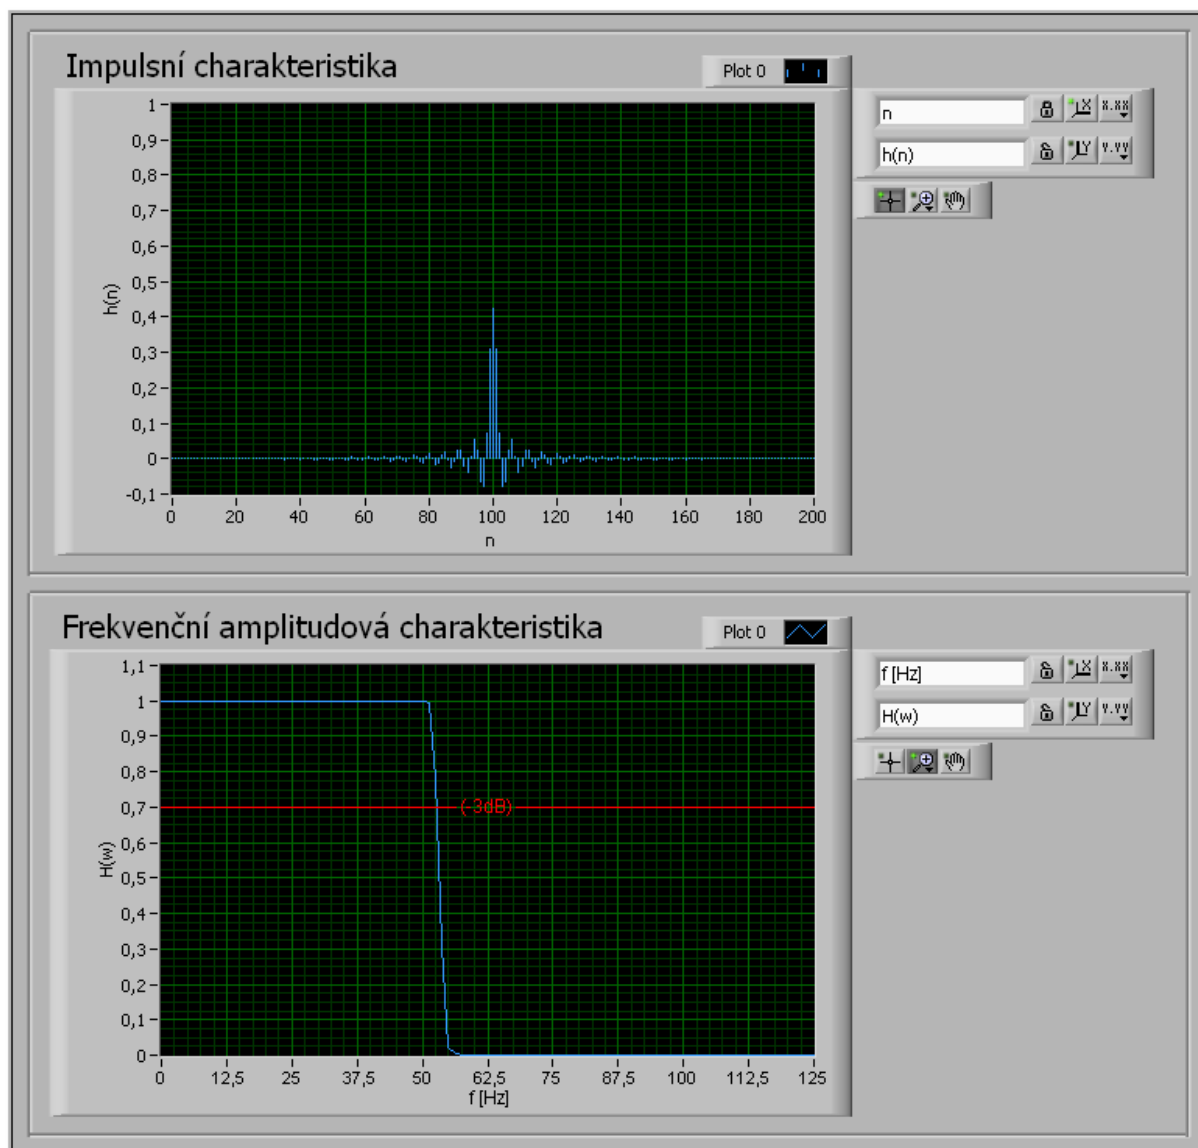 Impulsní charakteristika
Plot 0
1
0,9
0,8
0,7
0,6
0,5
0,4
0,3
0,2
0,1
0
-0,1
h(n)
0 20 40 60 80 100 120 140 160 180 200
n
n
X X.XX
h(n)
Y Y.YY
Frekvenční amplitudová charakteristika
Plot 0
1,1
1
0,9
0,8
0,7
0,6
0,5
0,4
0,3
0,2
0,1
0
H(w)
(-3dB)
0 12,5 25 37,5 50 62,5 75 87,5 100 112,5 125
f [Hz]
f [Hz]
X X.XX
H(w)
Y Y.YY